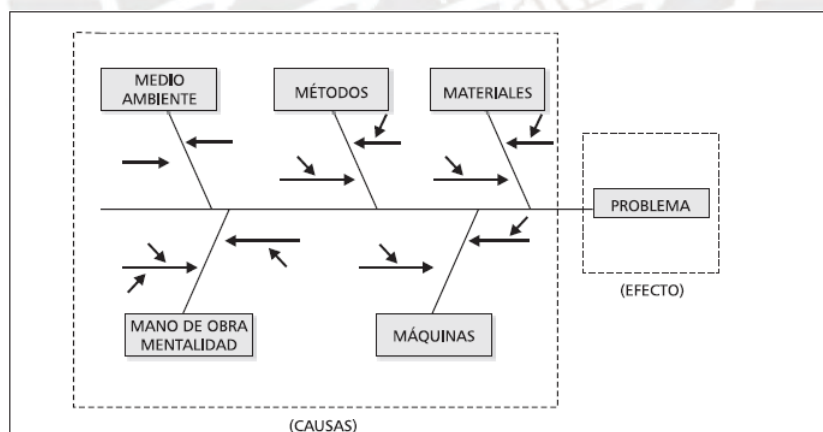 MEDIO
AMBIENTE
MÉTODOS
MATERIALES
PROBLEMA
(EFECTO)
MANO DE OBRA
MENTALIDAD
MÁQUINAS
(CAUSAS)